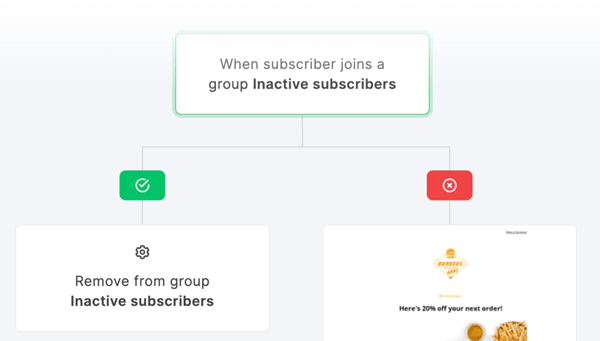 When subscriber joins a
group Inactive subscribers
Remove from group
Inactive subscribers
BURGERS
Here's 20% off your next order!